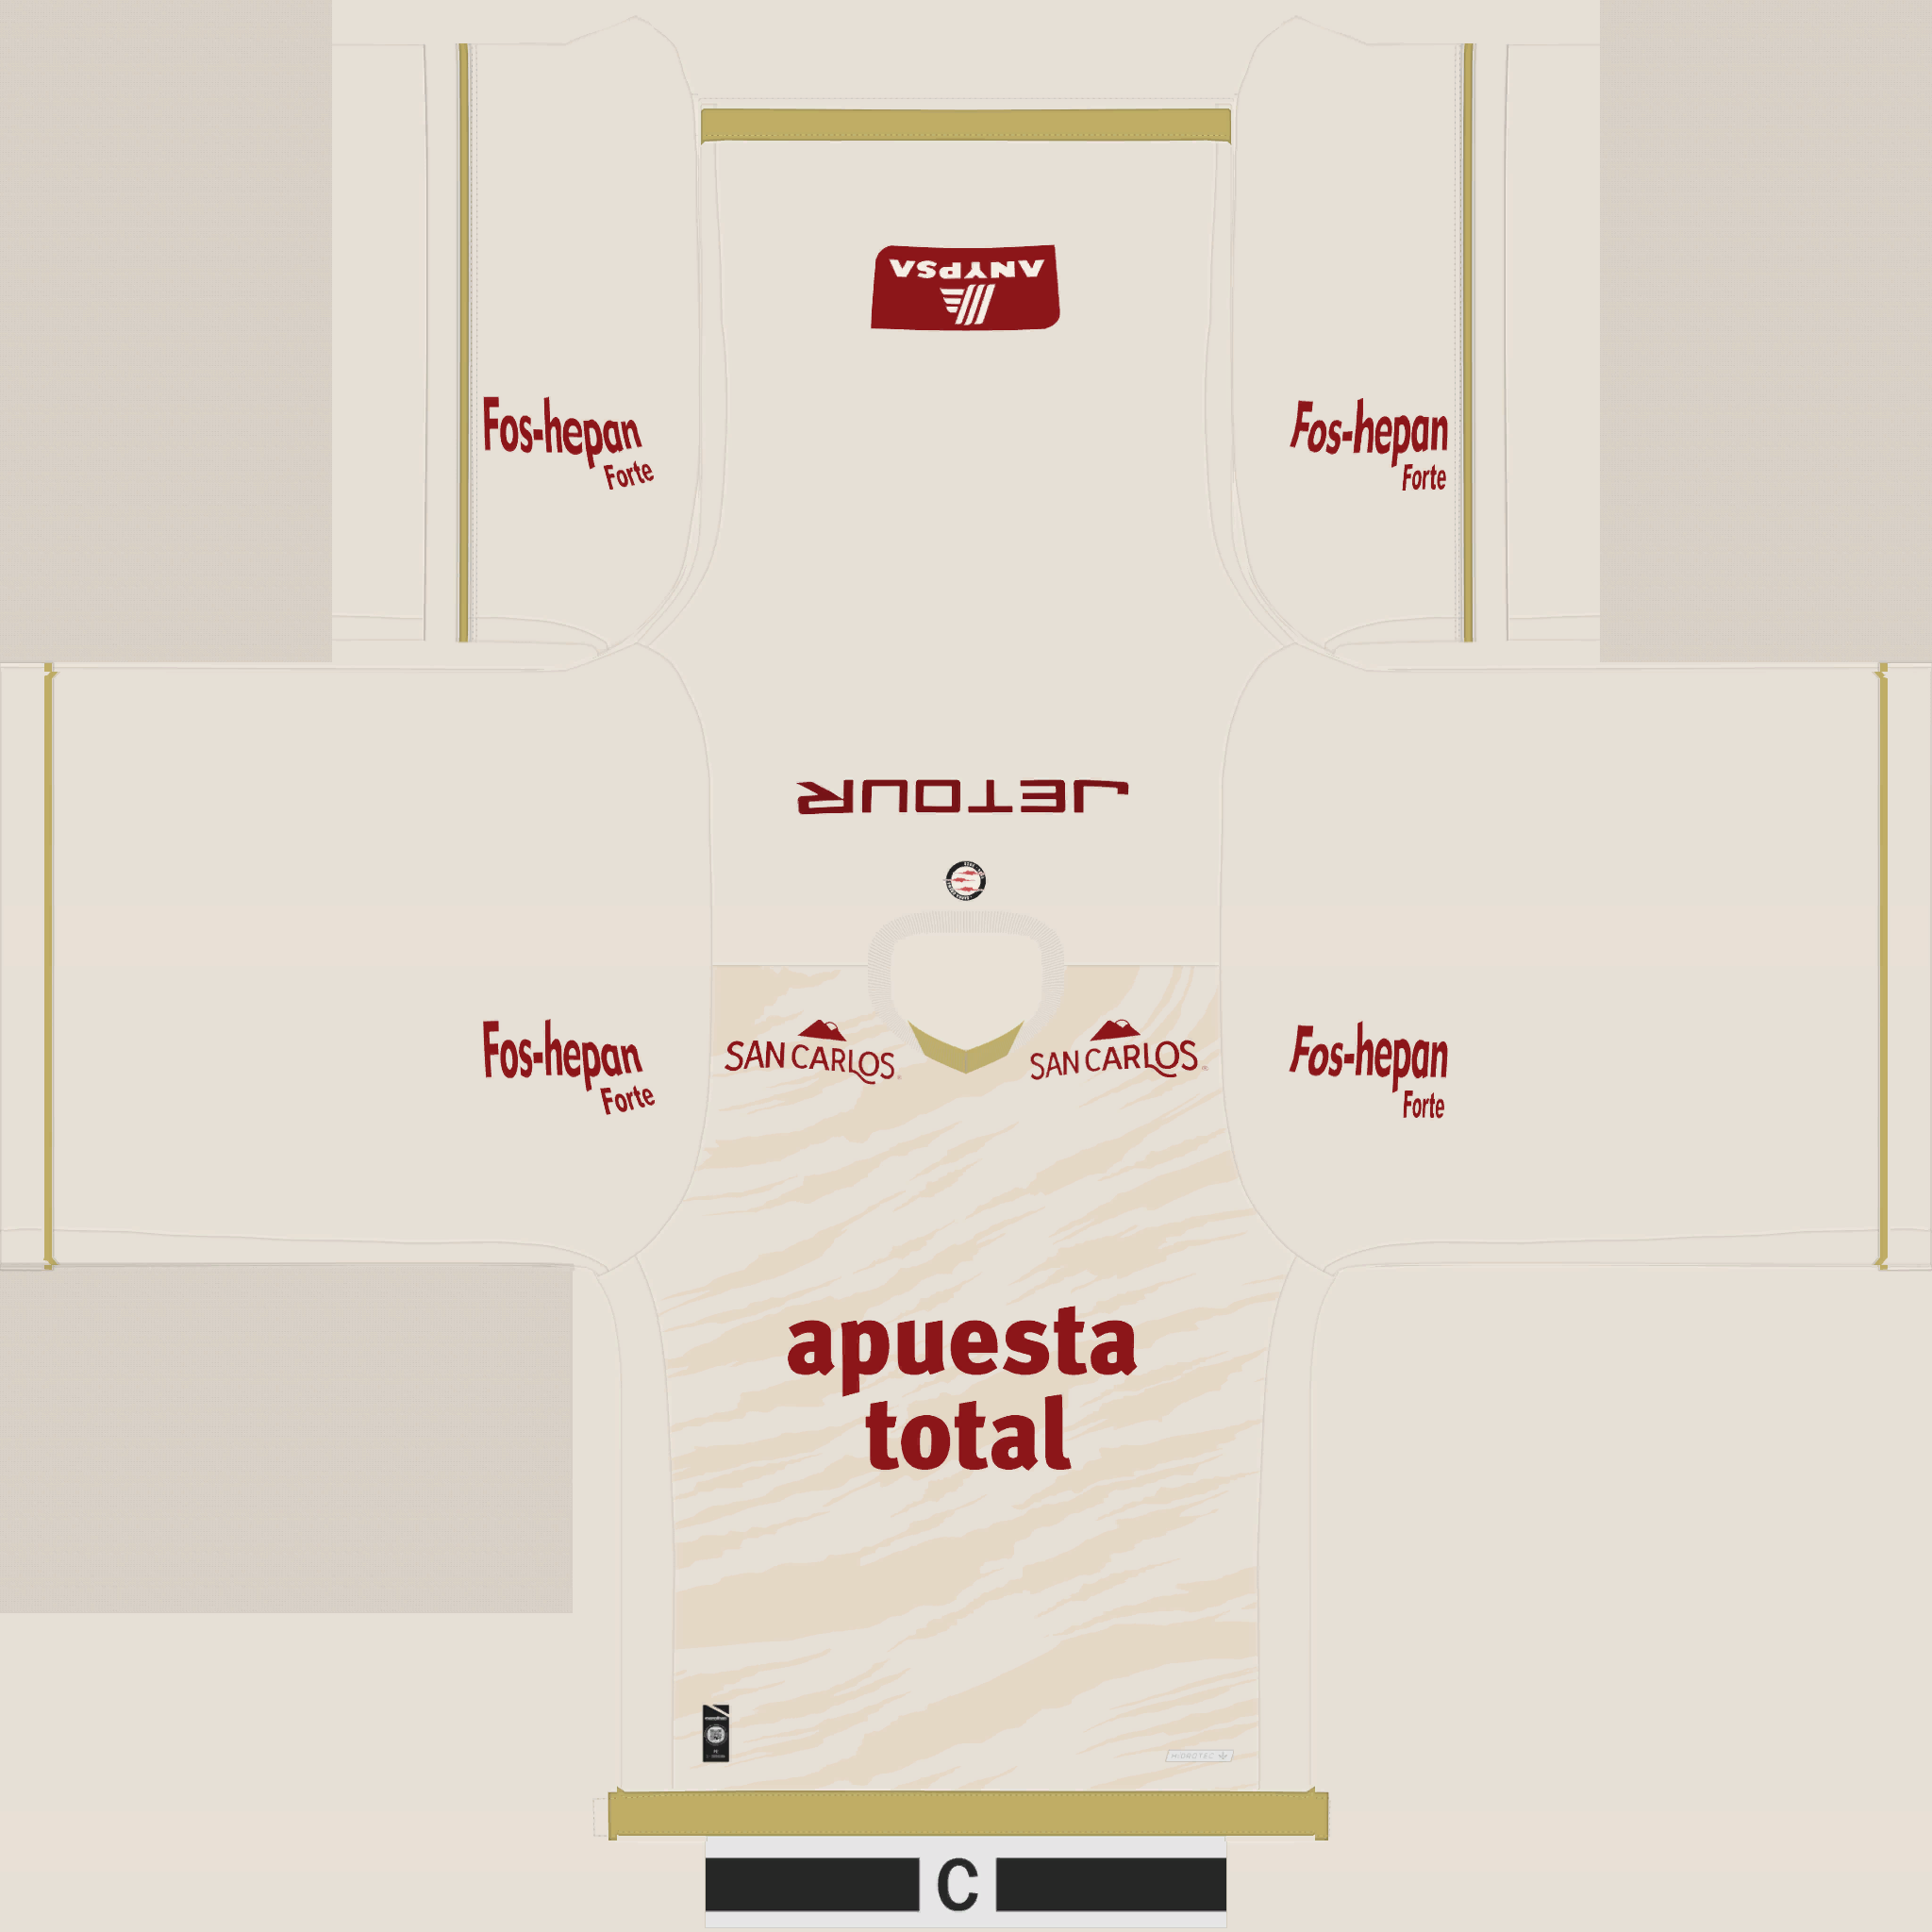 ANYPSA
Fos-hepan
Forte
Fos-hepan
Forte
JETOUR
SAN CARLOS
SAN CARLOS
Fos-hepan
Forte
Fos-hepan
Forte
apuesta
total
HIDROTEC
C